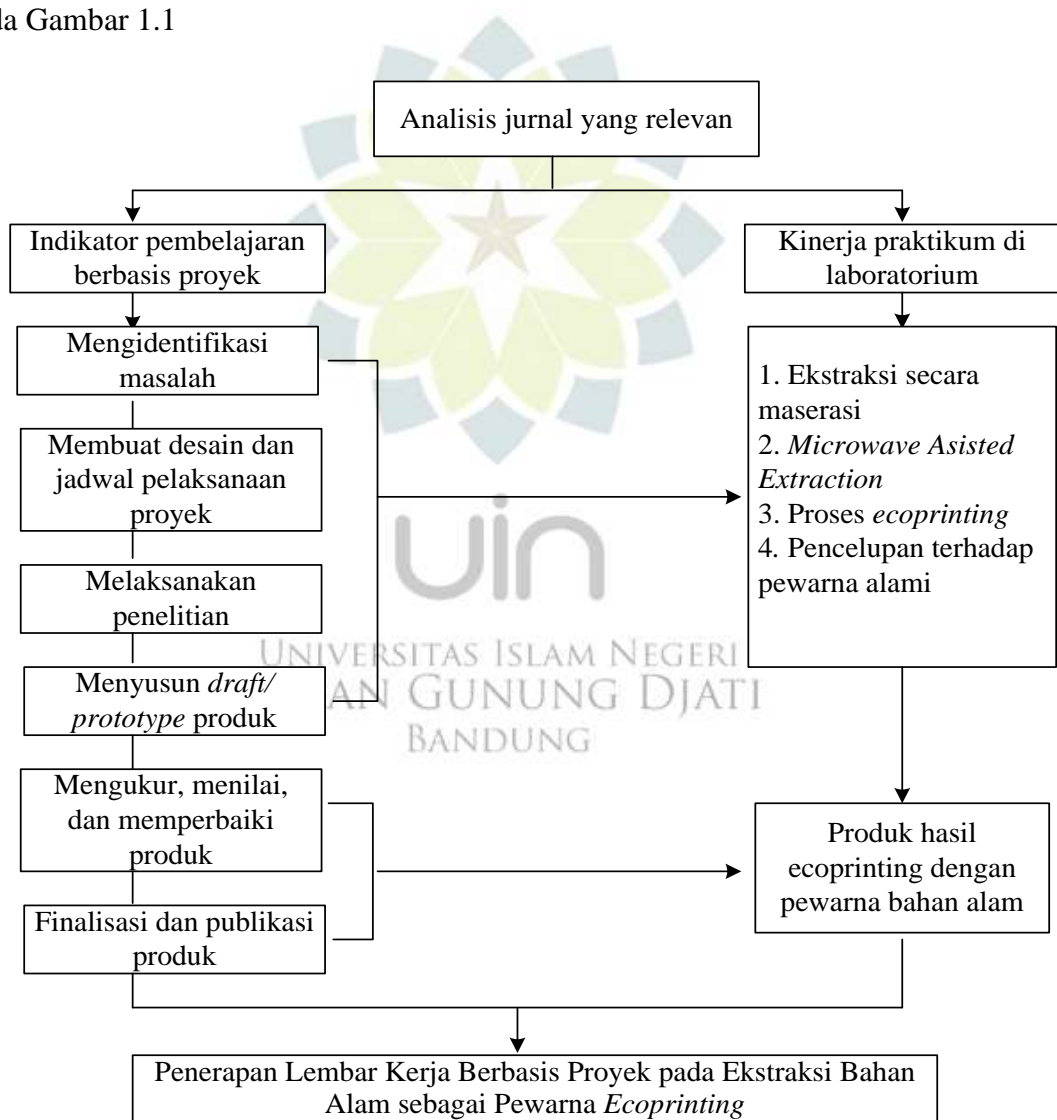 da Gambar 1.1
Analisis jurnal yang relevan
Indikator pembelajaran
berbasis proyek
Kinerja praktikum di
laboratorium
Mengidentifikasi
masalah
Membuat desain dan
jadwal pelaksanaan
proyek
Melaksanakan
penelitian
Menyusun draft/
prototype produk
Mengukur, menilai,
dan memperbaiki
produk
Finalisasi dan publikasi
produk
1. Ekstraksi secara
maserasi
2. Microwave Asisted
Extraction
3. Proses ecoprinting
4. Pencelupan terhadap
pewarna alami
Produk hasil
ecoprinting dengan
pewarna bahan alam
Penerapan Lembar Kerja Berbasis Proyek pada Ekstraksi Bahan
Alam sebagai Pewarna Ecoprinting
uin
UNIVERSITAS ISLAM NEGERI
AN GUNUNG DJATI
BANDUNG